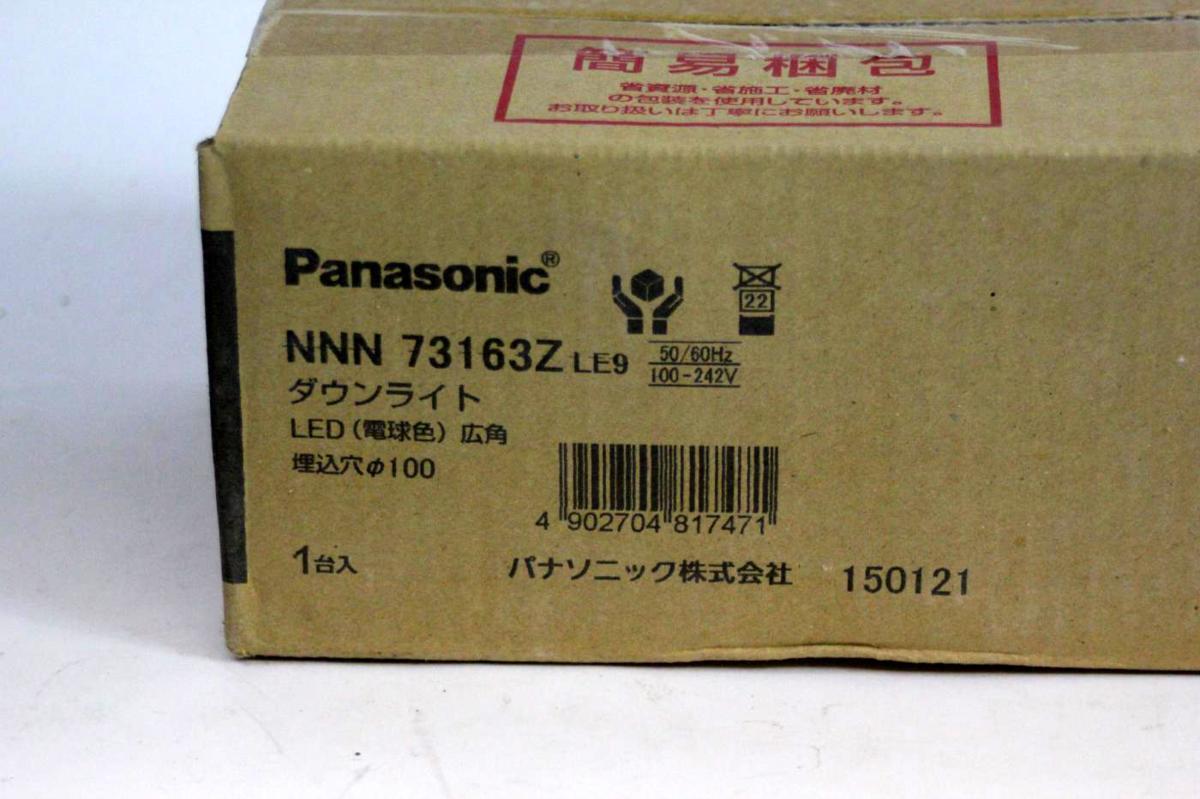 簡易梱包
省資源・省施工・省廃材
の包装を使用しています。
お取り扱いは丁寧にお願いします。
Panasonic®
22
NNN 73163Z LE9
50/60Hz
100-242V
ダウンライト
LED（電球色）広角
埋込穴φ100
4 902704 817471
1台入
パナソニック株式会社
150121